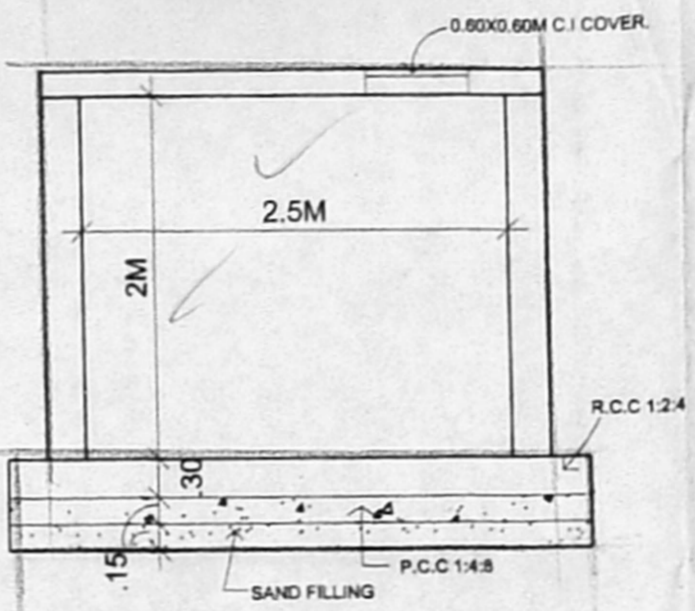 0.60X0.60M C.I COVER.
2.5M
2M
R.C.C 1:2:4
.30
.15
P.C.C 1:4:8
SAND FILLING